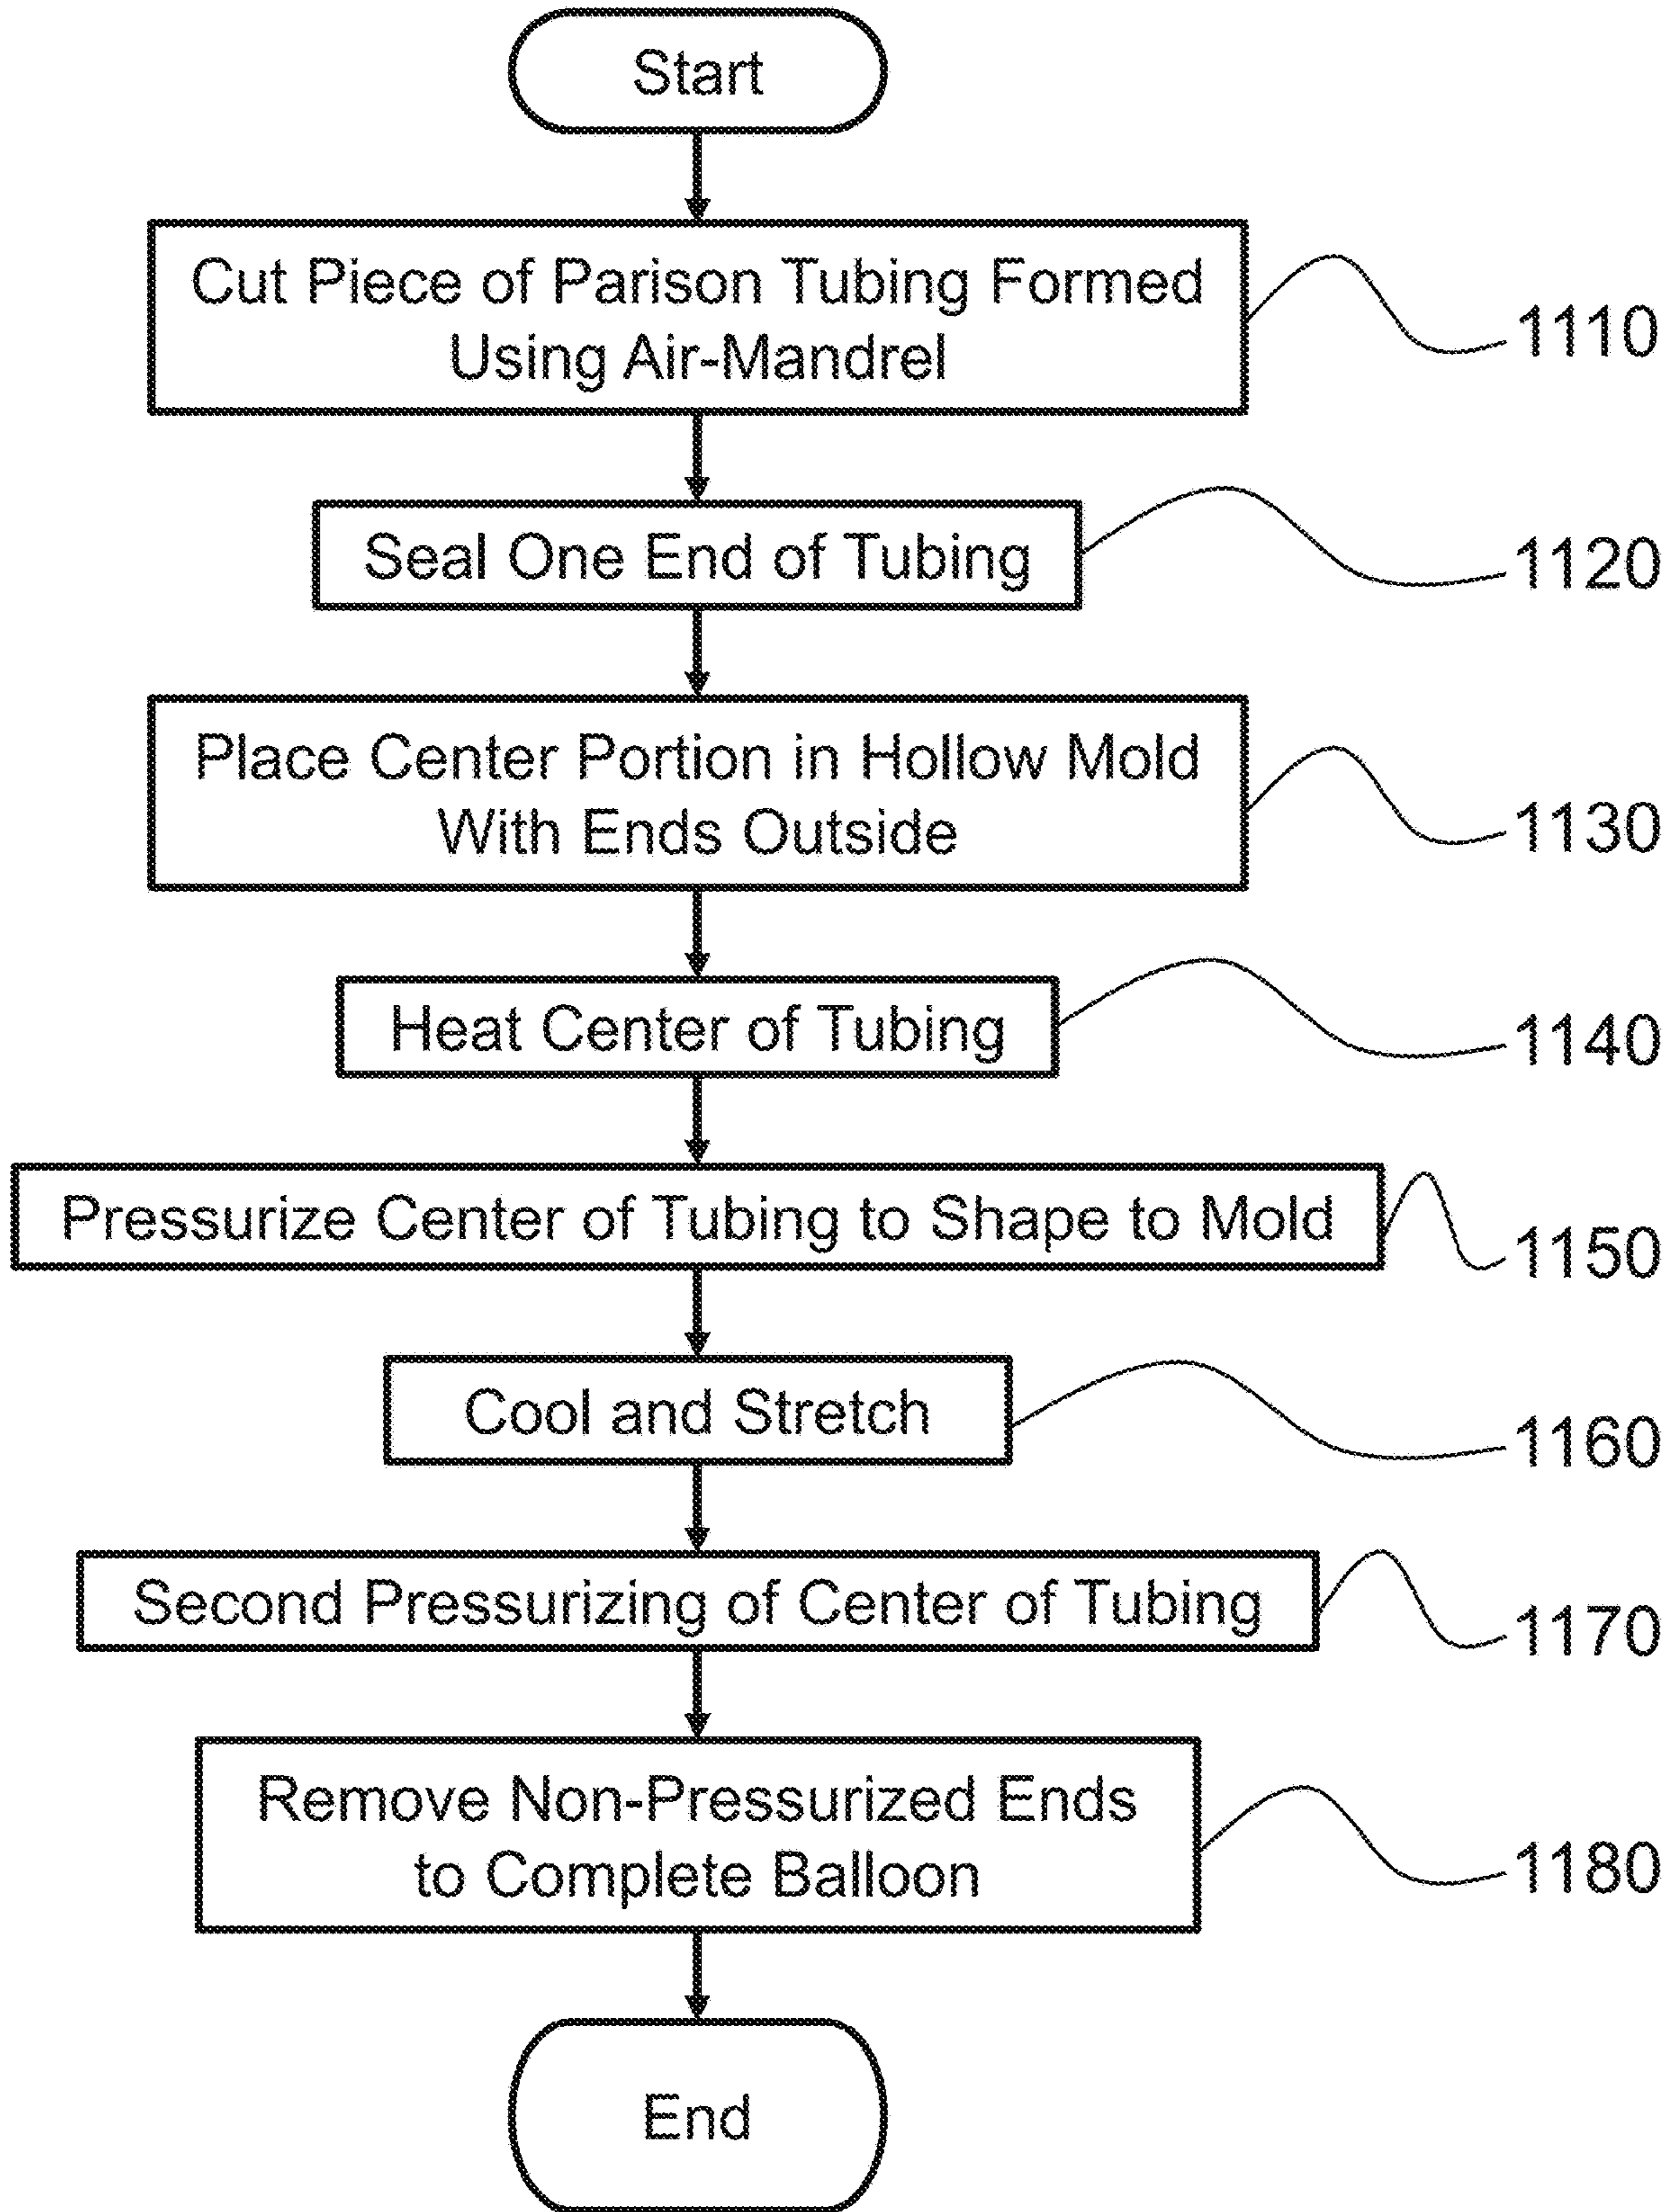 Start
Cut Piece of Parison Tubing Formed
Using Air-Mandrel
1110
Seal One End of Tubing
1120
Place Center Portion in Hollow Mold
With Ends Outside
1130
Heat Center of Tubing
1140
Pressurize Center of Tubing to Shape to Mold
1150
Cool and Stretch
1160
Second Pressurizing of Center of Tubing
1170
Remove Non-Pressurized Ends
to Complete Balloon
1180
End